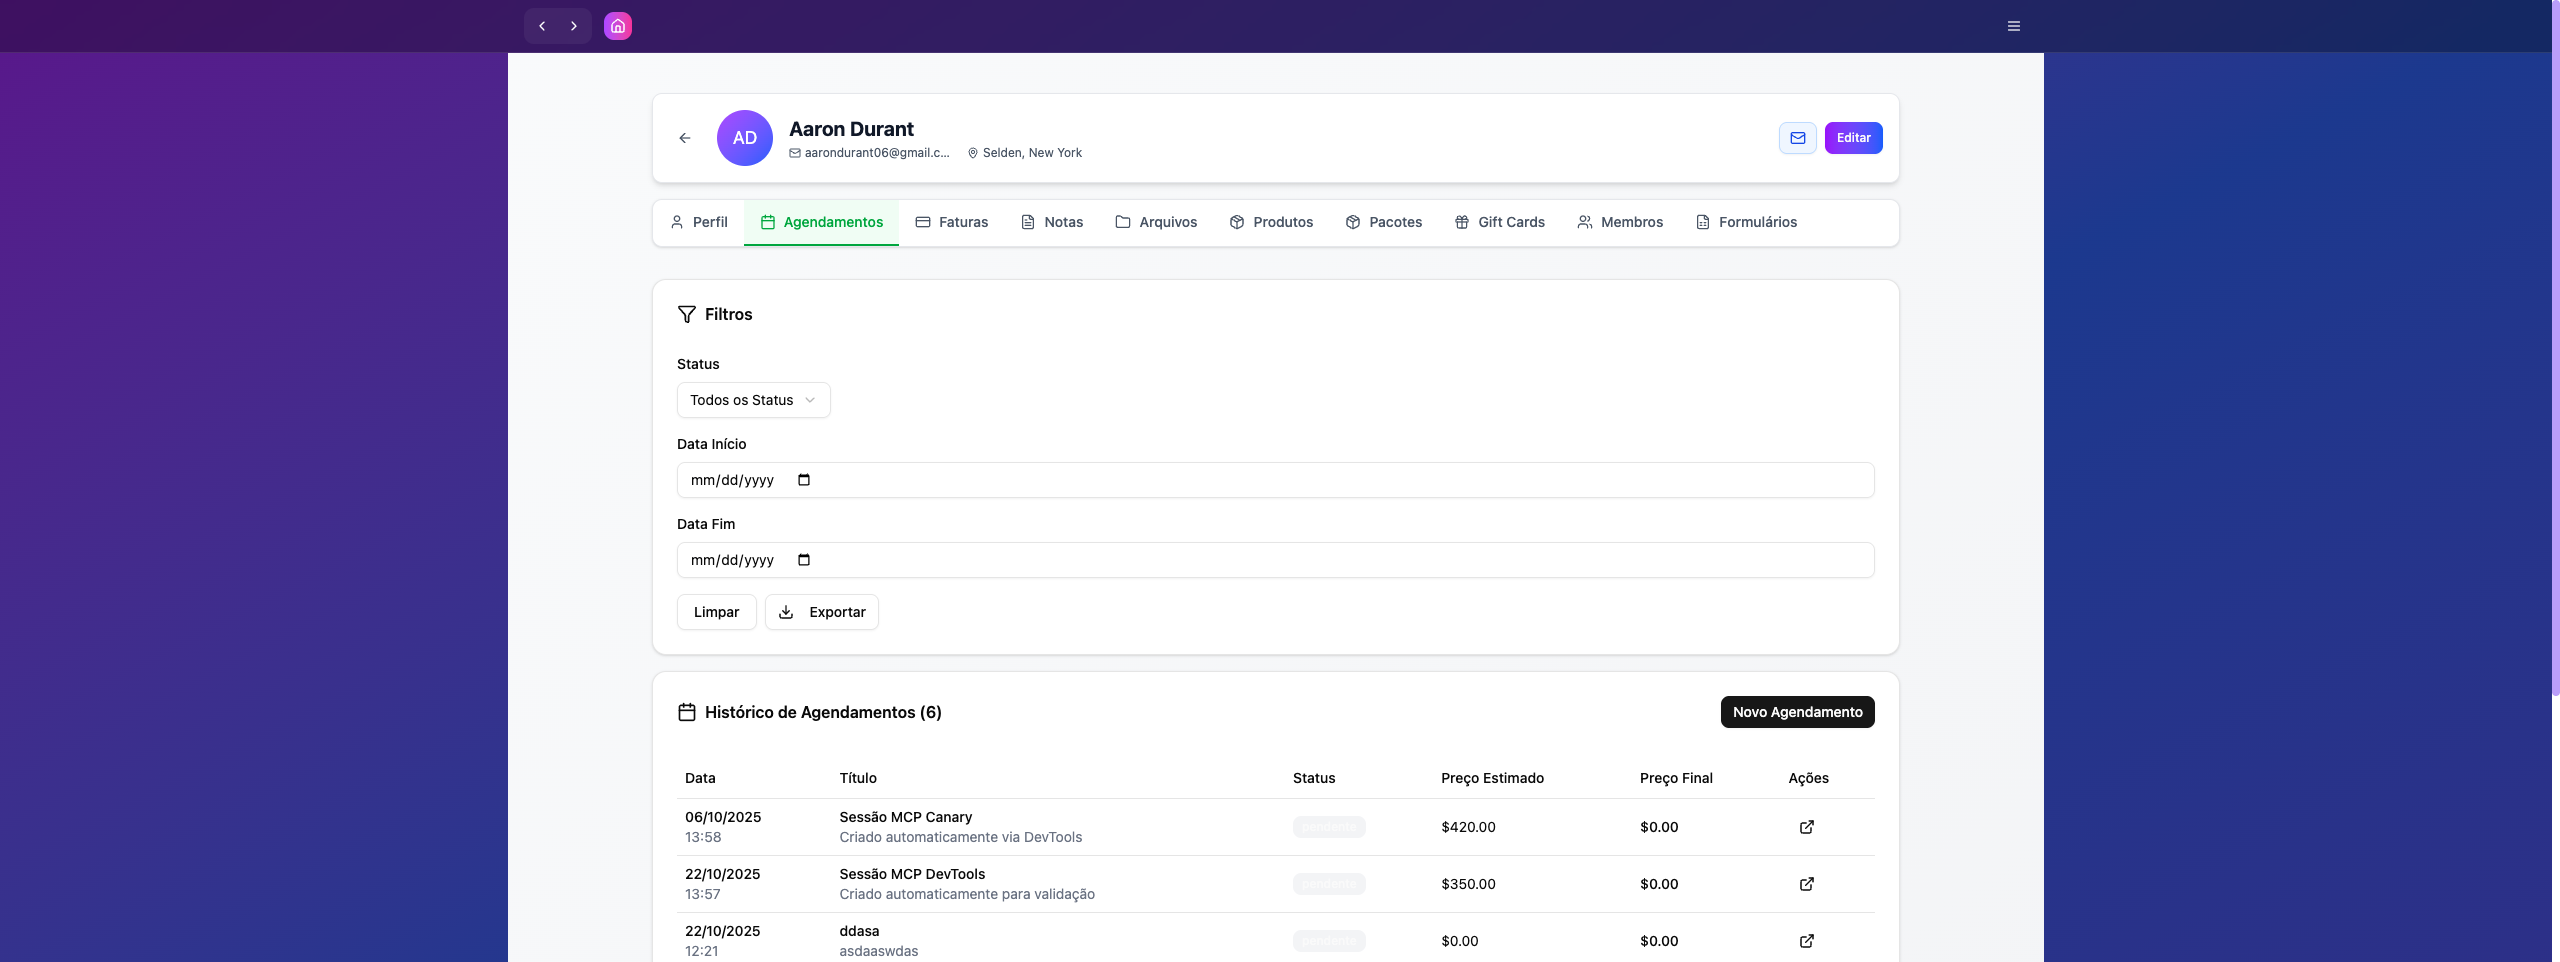 AD
Aaron Durant
aarondurant06@gmail.c...
Selden, New York
Editar
Perfil
Agendamentos
Faturas
Notas
Arquivos
Produtos
Pacotes
Gift Cards
Membros
Formulários
Filtros
Status
Todos os Status
Data Início
mm/dd/yyyy
Data Fim
mm/dd/yyyy
Limpar
Exportar
Histórico de Agendamentos (6)
Novo Agendamento
Data Título Status Preço Estimado Preço Final Ações
06/10/2025 Sessão MCP Canary pendente $420.00 $0.00
13:58 Criado automaticamente via DevTools
22/10/2025 Sessão MCP DevTools pendente $350.00 $0.00
13:57 Criado automaticamente para validação
22/10/2025 ddasa pendente $0.00 $0.00
12:21 asdaaswdas